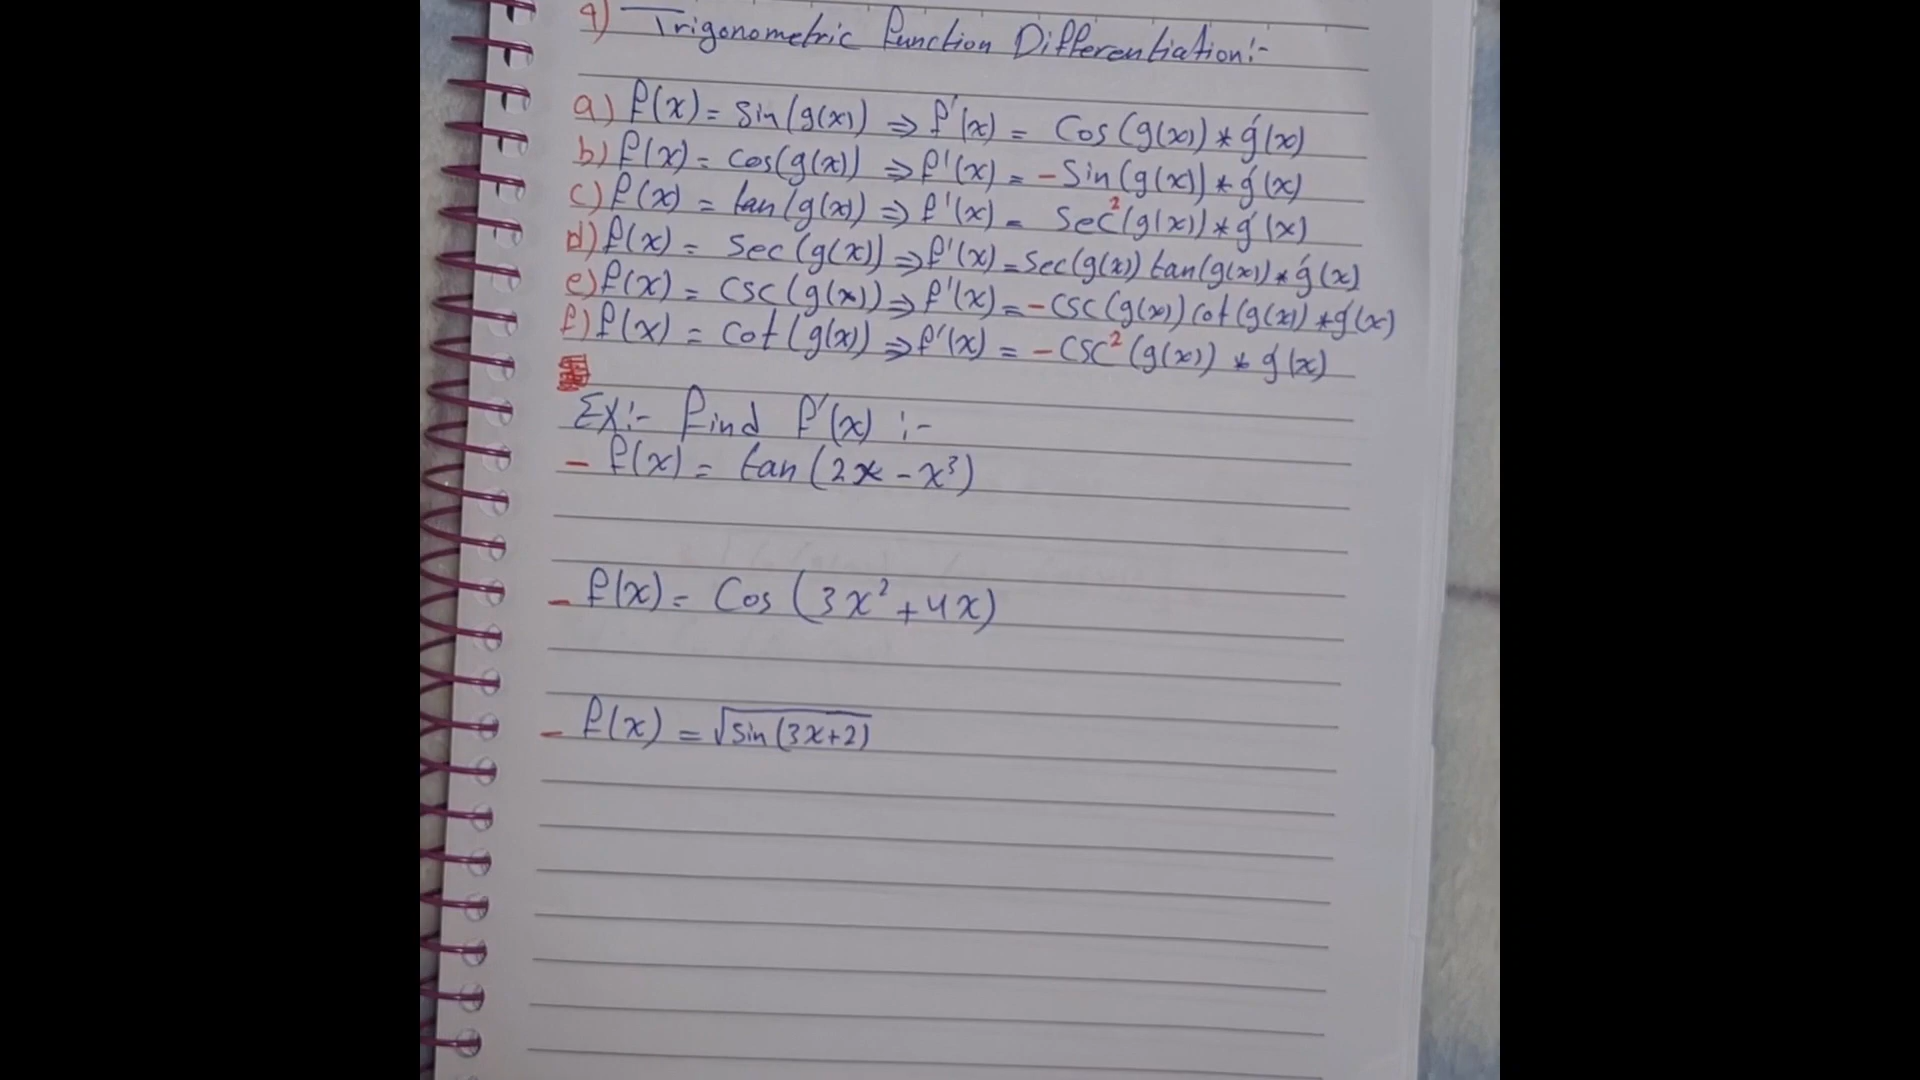 9) Trigonometric function Differentiation:-
a) f(x) = Sin(g(x)) ⇒ f'(x) = Cos(g(x)) * g'(x)
b) f(x) = cos(g(x)) ⇒ f'(x) = -Sin(g(x)) * g'(x)
c) f(x) = tan(g(x)) ⇒ f'(x) = Sec²(g(x)) * g'(x)
d) f(x) = Sec(g(x)) ⇒ f'(x) = Sec(g(x)) tan(g(x)) * g'(x)
e) f(x) = CSC(g(x)) ⇒ f'(x) = -CSC(g(x)) Cot(g(x)) * g'(x)
f) f(x) = Cot(g(x)) ⇒ f'(x) = -CSC²(g(x)) * g'(x)
EX:- find f'(x) :-
- f(x) = tan(2x - x³)
- f(x) = Cos(3x² + 4x)
- f(x) = √sin(3x+2)